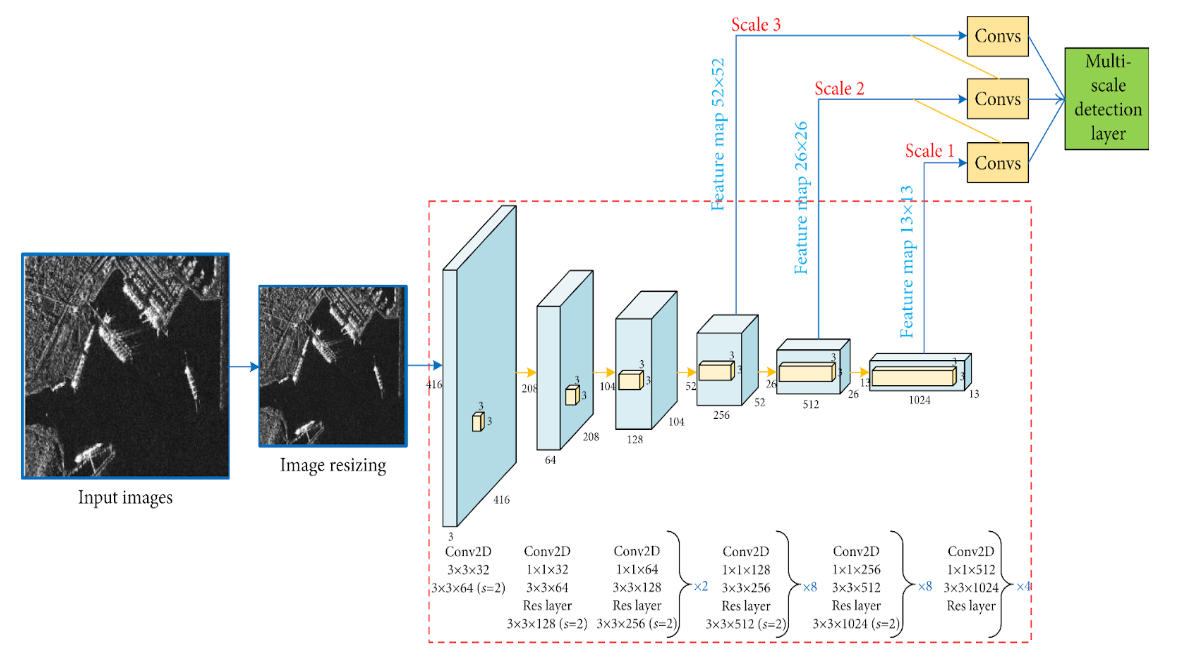 Scale 3
Convs
Multi-
scale
detection
layer
Scale 2
Convs
Scale 1
Convs
Feature map 52×52
Feature map 26×26
Feature map 13×13
Input images
Image resizing
416
416
3
3
3
208
208
64
3
3
104
104
128
3
3
52
52
256
3
3
26
26
512
3
3
13
13
1024
3
3
Conv2D
3×3×32
3×3×64 (s=2)
Conv2D
1×1×32
3×3×64
Res layer
3×3×128 (s=2)
Conv2D
1×1×64
3×3×128
Res layer
3×3×256 (s=2)
×2
Conv2D
1×1×128
3×3×256
Res layer
3×3×512 (s=2)
×8
Conv2D
1×1×256
3×3×512
Res layer
3×3×1024 (s=2)
×8
Conv2D
1×1×512
3×3×1024
Res layer
×4